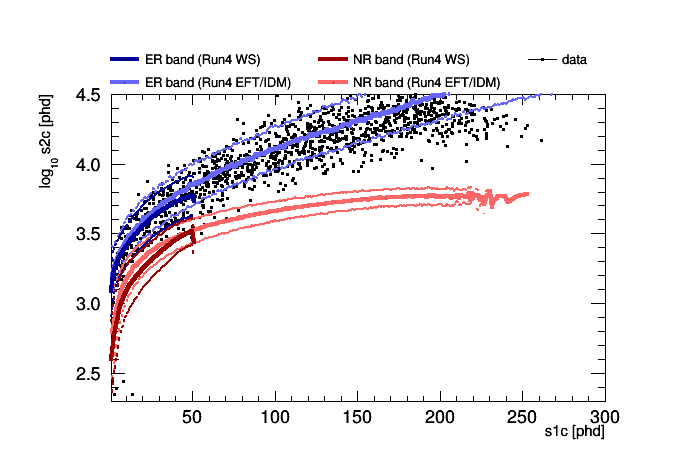 ER band (Run4 WS) NR band (Run4 WS) data
ER band (Run4 EFT/IDM) NR band (Run4 EFT/IDM)
log10 s2c [phd]
4.5
4.0
3.5
3.0
2.5
50 100 150 200 250 300
s1c [phd]